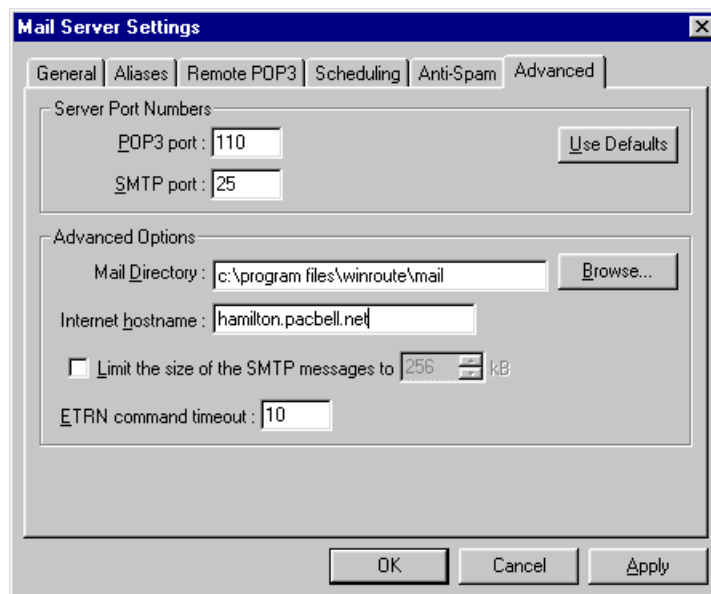 Mail Server Settings
General Aliases Remote POP3 Scheduling Anti-Spam Advanced
Server Port Numbers
POP3 port : 110
Use Defaults
SMTP port : 25
Advanced Options
Mail Directory : c:\program files\winroute\mail Browse...
Internet hostname : hamilton.pacbell.net
Limit the size of the SMTP messages to 256 kB
ETRN command timeout : 10
OK Cancel Apply